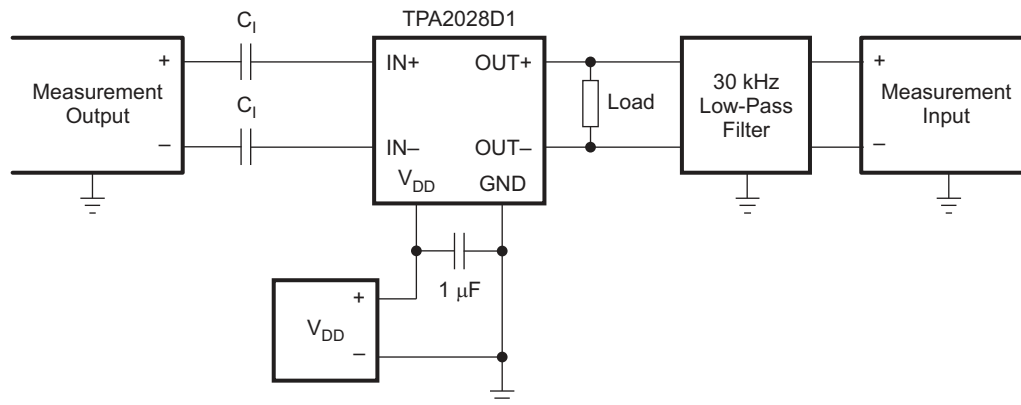 TPA2028D1
C_I
+
IN+
OUT+
+
Measurement
Output
C_I
Load
30 kHz
Low-Pass
Filter
Measurement
Input
–
IN–
OUT–
–
V_DD
GND
1 μF
+
V_DD
–